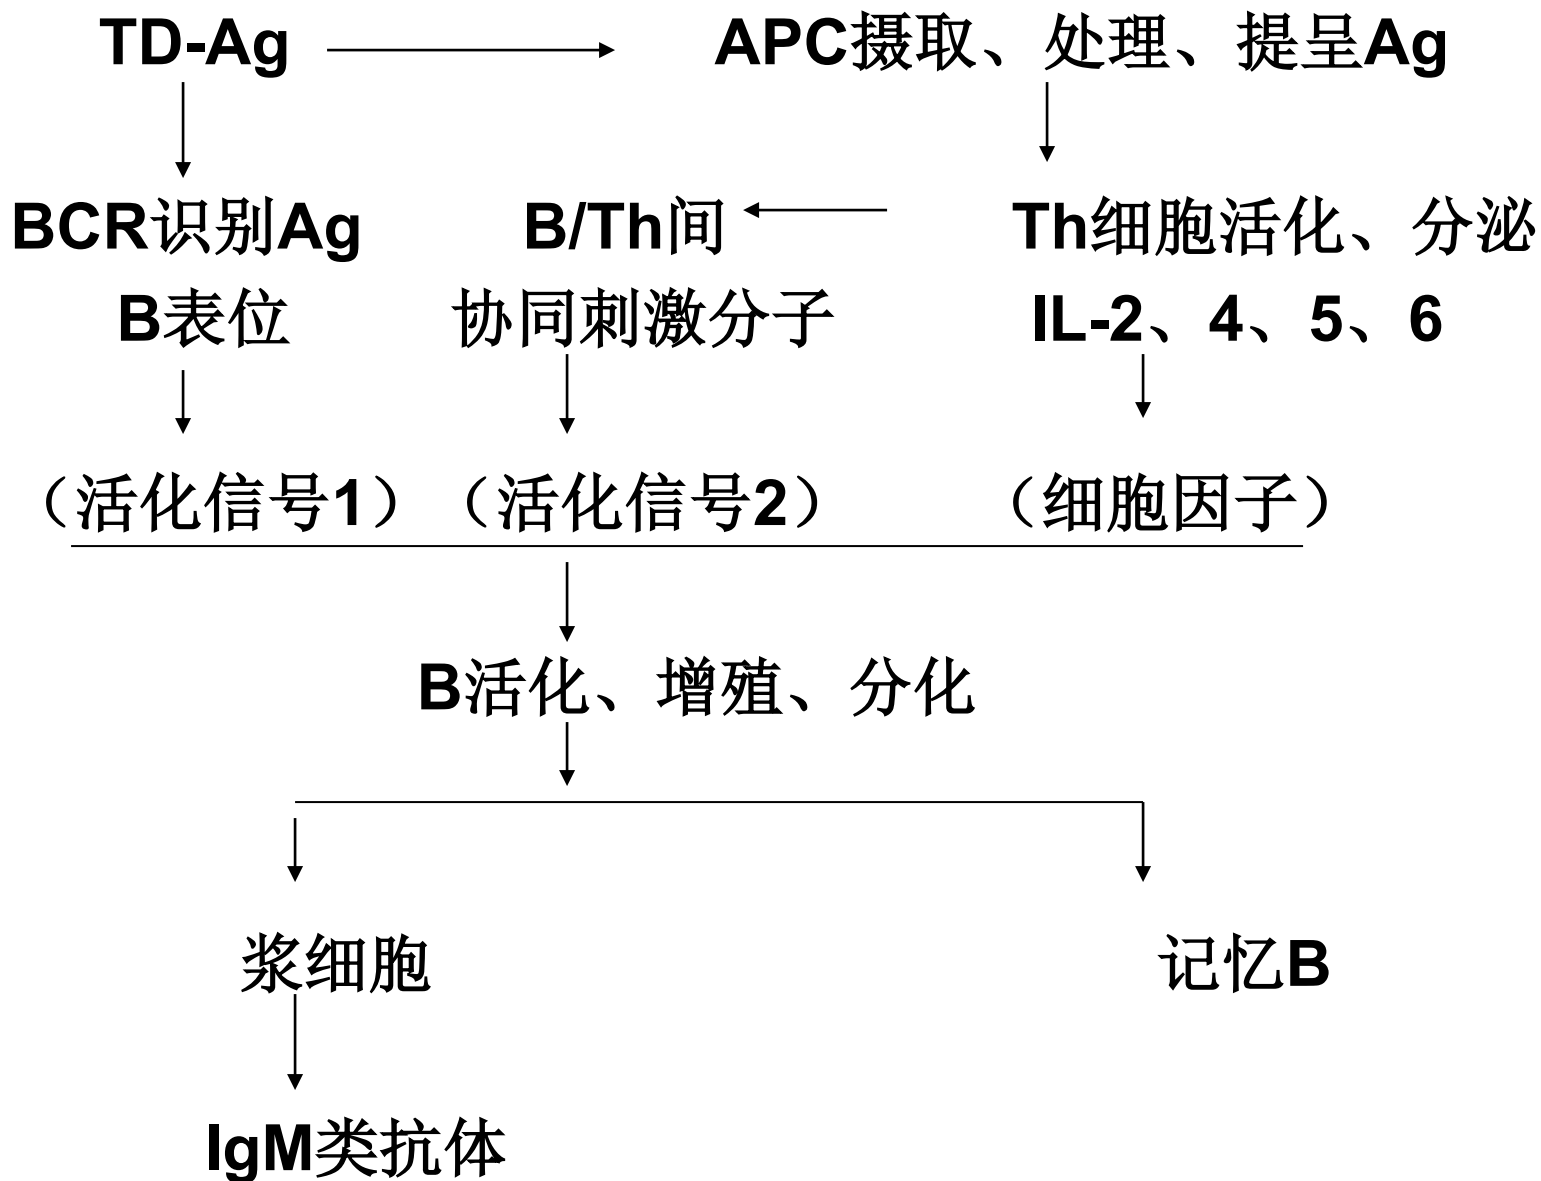 TD-Ag
APC摄取、处理、提呈Ag
BCR识别Ag
B/Th间
Th细胞活化、分泌
B表位
协同刺激分子
IL-2、4、5、6
（活化信号1）
（活化信号2）
（细胞因子）
B活化、增殖、分化
浆细胞
记忆B
IgM类抗体